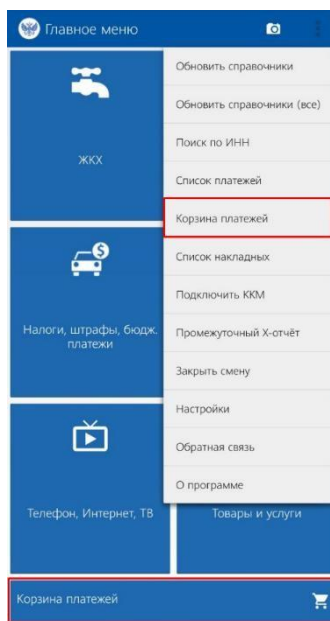 Главное меню
Обновить справочники
Обновить справочники (все)
Поиск по ИНН
ЖКХ
Список платежей
Корзина платежей
Список накладных
Подключить ККМ
Налоги, штрафы, бюдж.
платежи
Промежуточный X-отчёт
Закрыть смену
Настройки
Обратная связь
О программе
Телефон, Интернет, ТВ
Товары и услуги
Корзина платежей